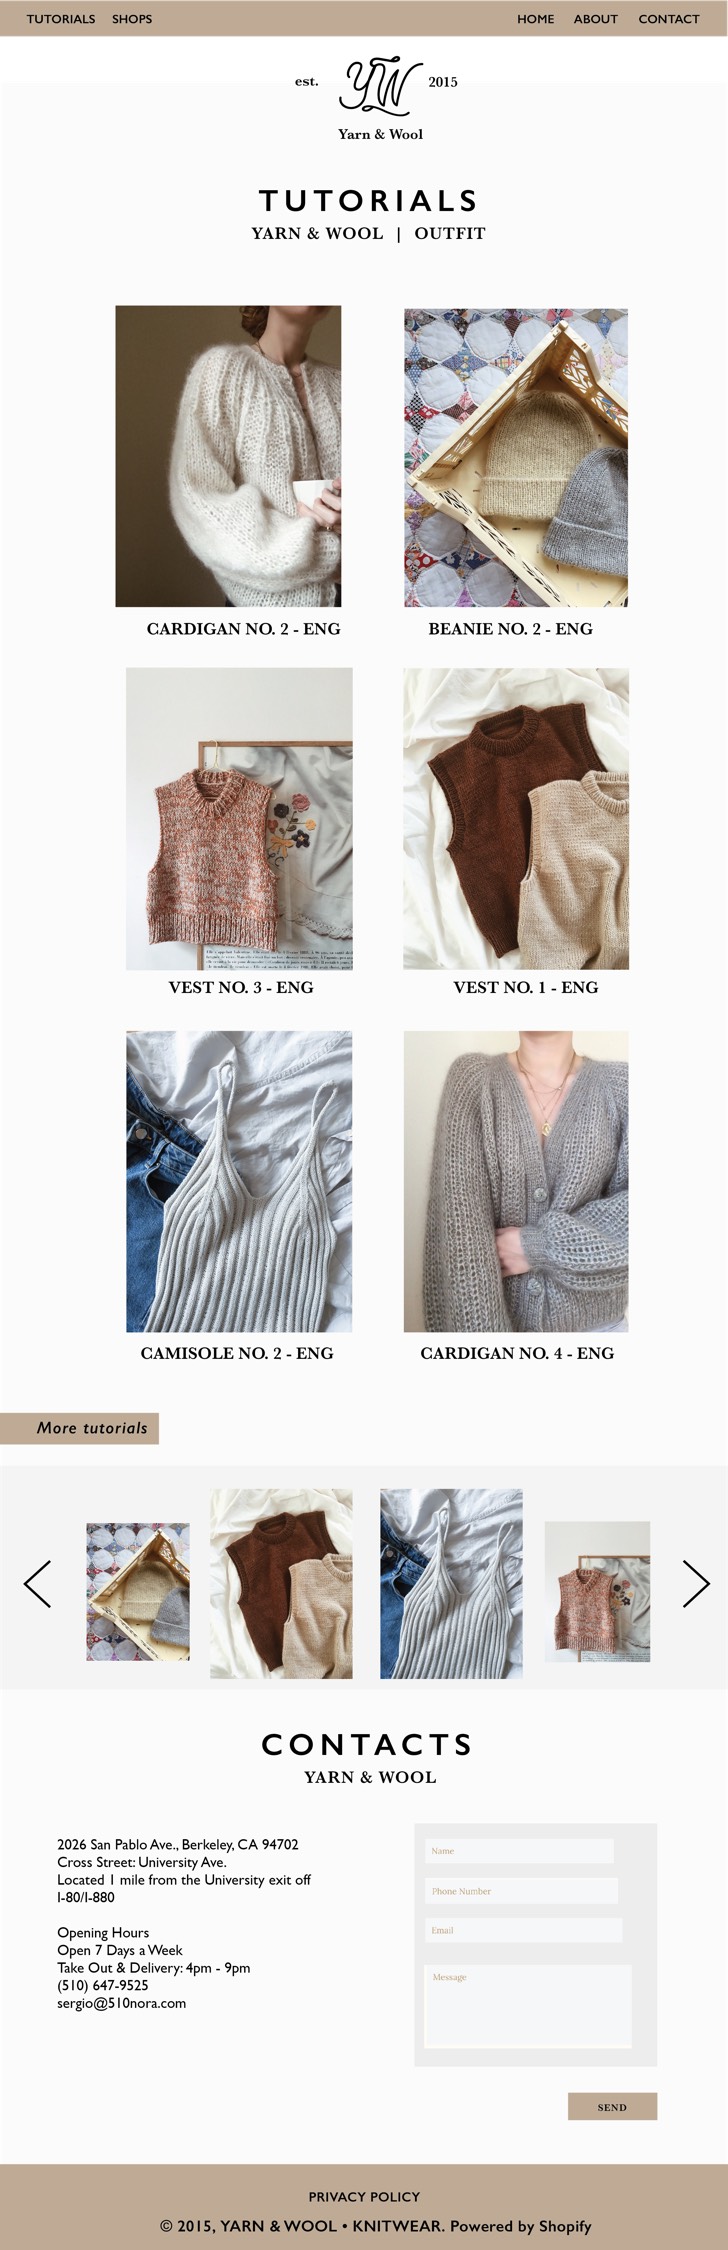 TUTORIALS SHOPS HOME ABOUT CONTACT
est. YW 2015
Yarn & Wool
TUTORIALS
YARN & WOOL | OUTFIT
CARDIGAN NO. 2 - ENG
BEANIE NO. 2 - ENG
VEST NO. 3 - ENG
VEST NO. 1 - ENG
CAMISOLE NO. 2 - ENG
CARDIGAN NO. 4 - ENG
More tutorials
CONTACTS
YARN & WOOL
2026 San Pablo Ave., Berkeley, CA 94702
Cross Street: University Ave.
Located 1 mile from the University exit off
I-80/I-880
Opening Hours
Open 7 Days a Week
Take Out & Delivery: 4pm - 9pm
(510) 647-9525
sergio@510nora.com
Name
Phone Number
Email
Message
SEND
PRIVACY POLICY
© 2015, YARN & WOOL • KNITWEAR. Powered by Shopify